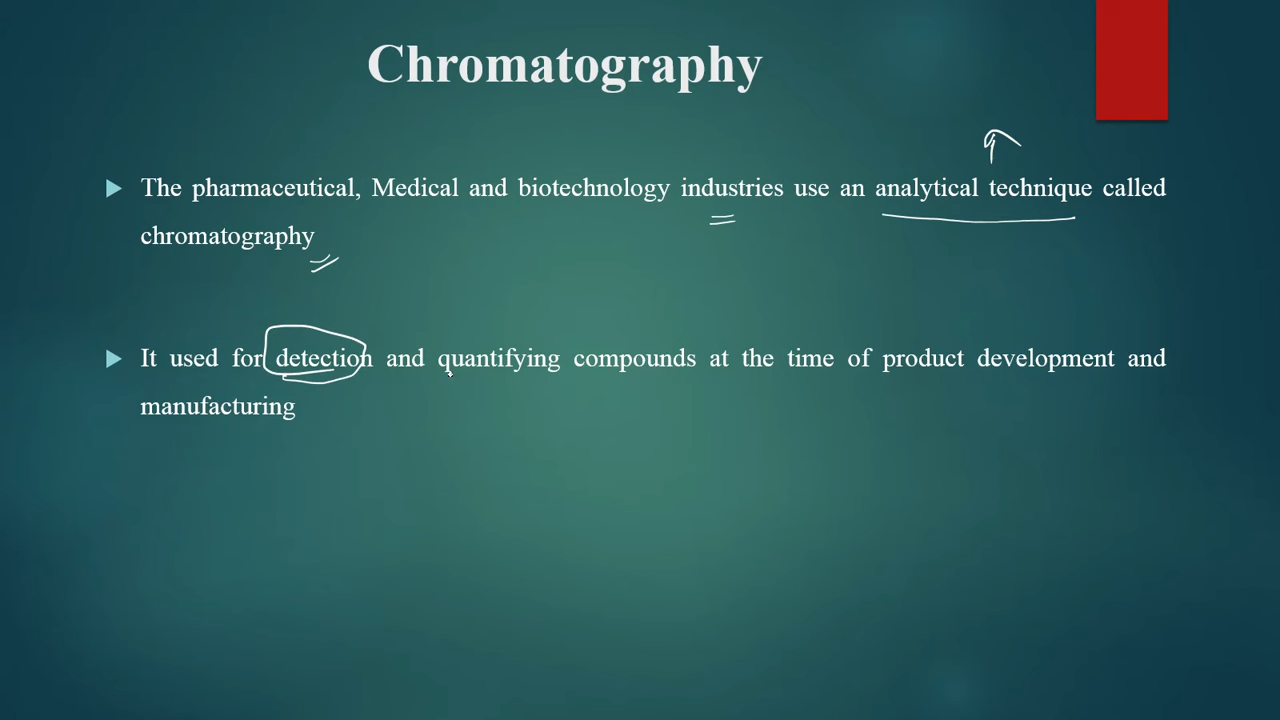 Chromatography
The pharmaceutical, Medical and biotechnology industries use an analytical technique called
chromatography
It used for detection and quantifying compounds at the time of product development and
manufacturing